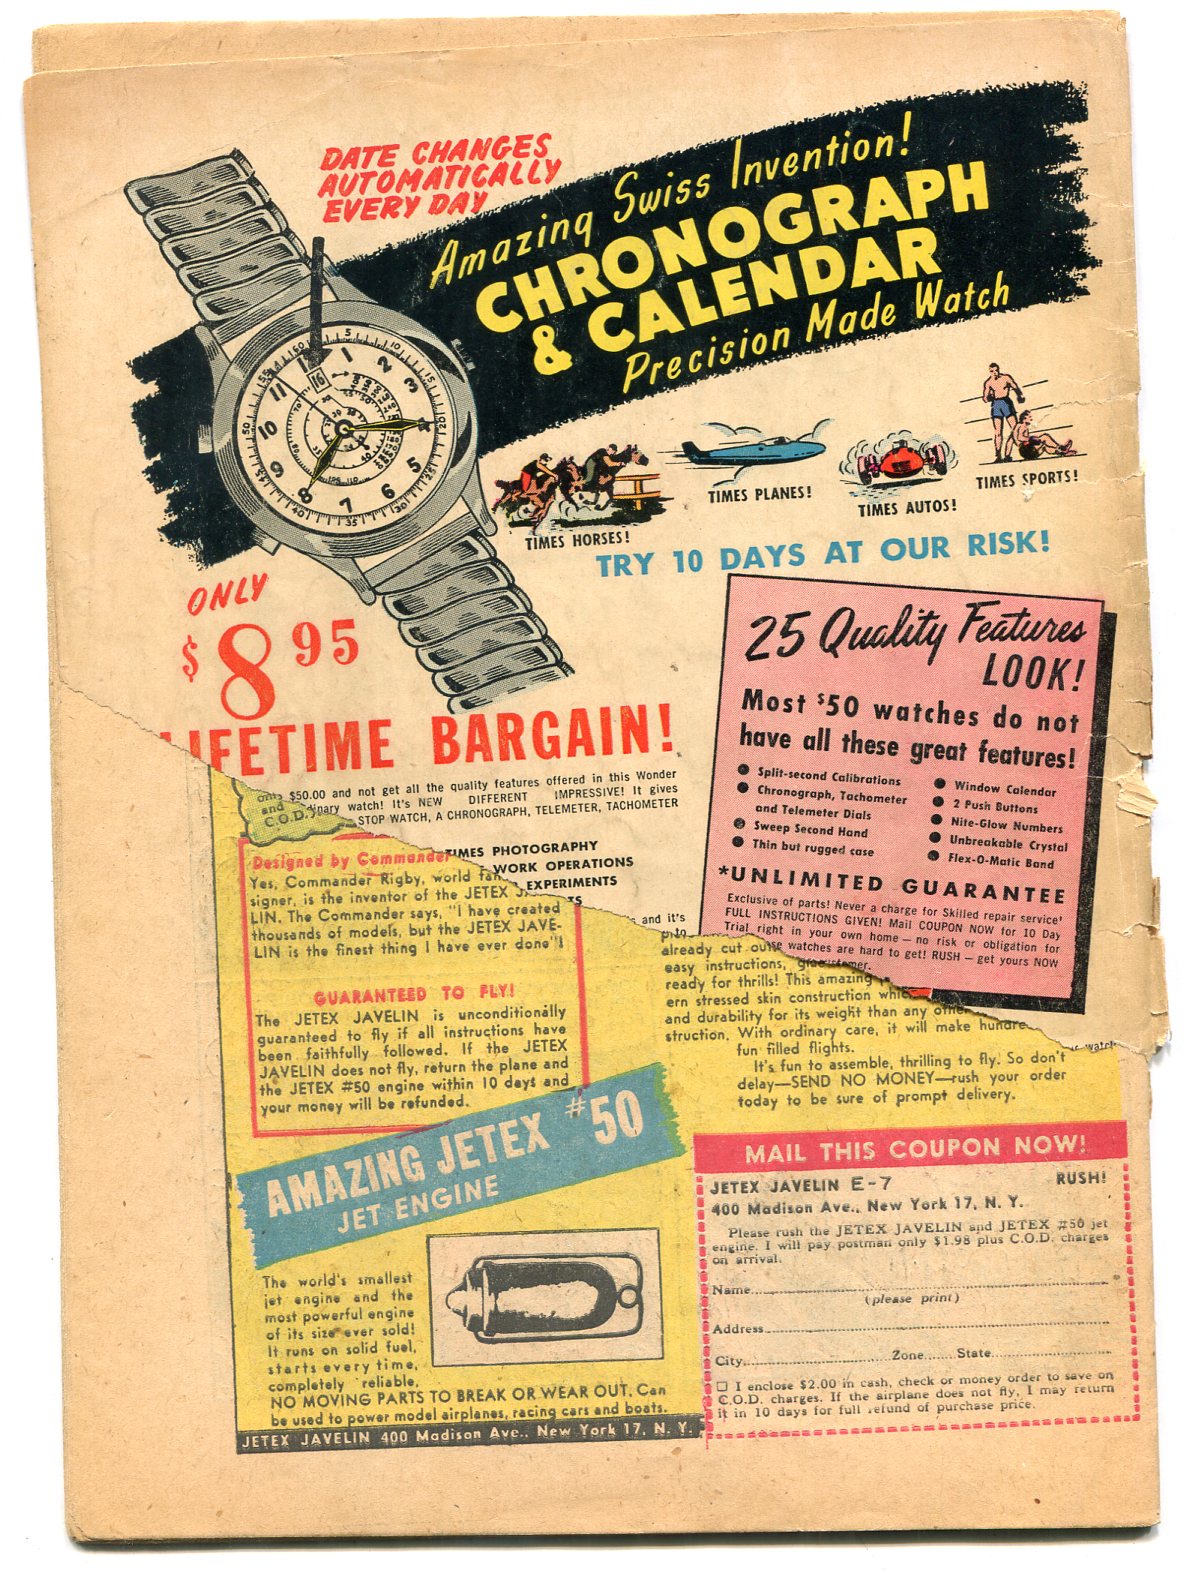 DATE CHANGES
AUTOMATICALLY
EVERY DAY
Amazing Swiss Invention!
CHRONOGRAPH
& CALENDAR
Precision Made Watch
TIMES HORSES!
TIMES PLANES!
TIMES AUTOS!
TIMES SPORTS!
TRY 10 DAYS AT OUR RISK!
ONLY
$8.95
LIFETIME BARGAIN!
$50.00 and not get all the quality features offered in this Wonder
watch! It's NEW DIFFERENT IMPRESSIVE! It gives
STOP WATCH, A CHRONOGRAPH, TELEMETER, TACHOMETER
TIMES PHOTOGRAPHY
WORK OPERATIONS
EXPERIMENTS
25 Quality Features
LOOK!
Most $50 watches do not
have all these great features!
Split-second Calibrations
Chronograph, Tachometer
and Telemeter Dials
Sweep Second Hand
Thin but rugged case
Window Calendar
2 Push Buttons
Nite-Glow Numbers
Unbreakable Crystal
Flex-O-Matic Band
*UNLIMITED GUARANTEE
Exclusive of parts! Never a charge for Skilled repair service'
FULL INSTRUCTIONS GIVEN! Mail COUPON NOW for 10 Day
Trial right in your own home — no risk or obligation for
watches are hard to get! RUSH — get yours NOW
and
C.O.D.
Designed by Commander
Yes, Commander Rigby, world
signer, is the inventor of the JETEX
LIN. The Commander says, "I have created
thousands of models, but the JETEX JAVE-
LIN is the finest thing I have ever done"!
GUARANTEED TO FLY!
The JETEX JAVELIN is unconditionally
guaranteed to fly if all instructions have
been faithfully followed. If the JETEX
JAVELIN does not fly, return the plane and
the JETEX #50 engine within 10 days and
your money will be refunded.
and it's
already cut
easy instructions,
ready for thrills! This amazing
ern stressed skin construction
and durability for its weight than any
struction. With ordinary care, it will make
fun filled flights.
It's fun to assemble, thrilling to fly. So don't
delay—SEND NO MONEY—rush your order
today to be sure of prompt delivery.
AMAZING JETEX #50
JET ENGINE
The world's smallest
jet engine and the
most powerful engine
of its size ever sold!
It runs on solid fuel,
starts every time,
completely reliable,
NO MOVING PARTS TO BREAK OR WEAR OUT. Can
be used to power model airplanes, racing cars and boats.
JETEX JAVELIN 400 Madison Ave., New York 17, N. Y.
MAIL THIS COUPON NOW!
JETEX JAVELIN E-7 RUSH!
400 Madison Ave., New York 17, N. Y.
Please rush the JETEX JAVELIN and JETEX #50 jet
engine. I will pay postman only $1.98 plus C.O.D. charges
on arrival.
Name
(please print)
Address
City Zone State
☐ I enclose $2.00 in cash, check or money order to save on
C.O.D. charges. If the airplane does not fly, I may return
it in 10 days for full refund of purchase price.